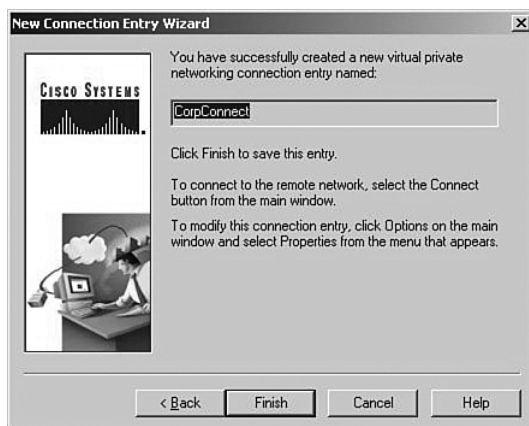 New Connection Entry Wizard
CISCO SYSTEMS
You have successfully created a new virtual private
networking connection entry named:
CorpConnect
Click Finish to save this entry.
To connect to the remote network, select the Connect
button from the main window.
To modify this connection entry, click Options on the main
window and select Properties from the menu that appears.
< Back
Finish
Cancel
Help